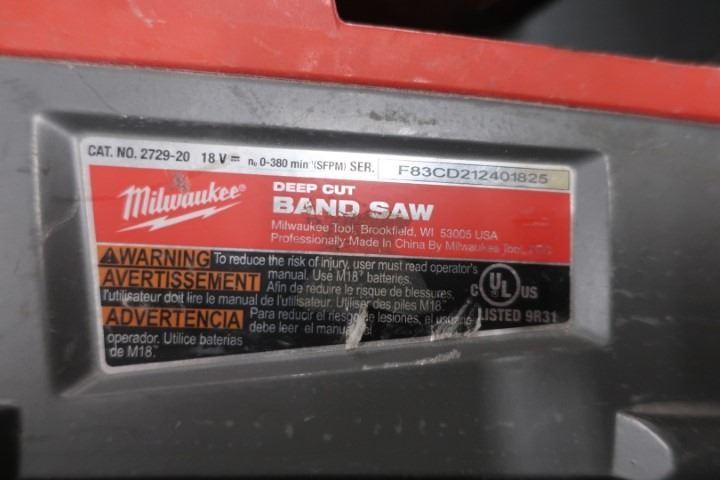 CAT. NO. 2729-20 18 V⎓ n₀ 0-380 min⁻¹(SFPM) SER. F83CD212401825
Milwaukee®
DEEP CUT
BAND SAW
Milwaukee Tool, Brookfield, WI 53005 USA
Professionally Made In China By Milwaukee Tool,
WARNING To reduce the risk of injury, user must read operator's
manual. Use M18™ batteries.
AVERTISSEMENT Afin de réduire le risque de blessures,
l'utilisateur doit lire le manuel de l'utilisateur. Utiliser des piles M18™
ADVERTENCIA Para reducir el riesgo de lesiones, el usuario
debe leer el manual
operador. Utilice baterías
de M18.™
C UL US
LISTED 9R31